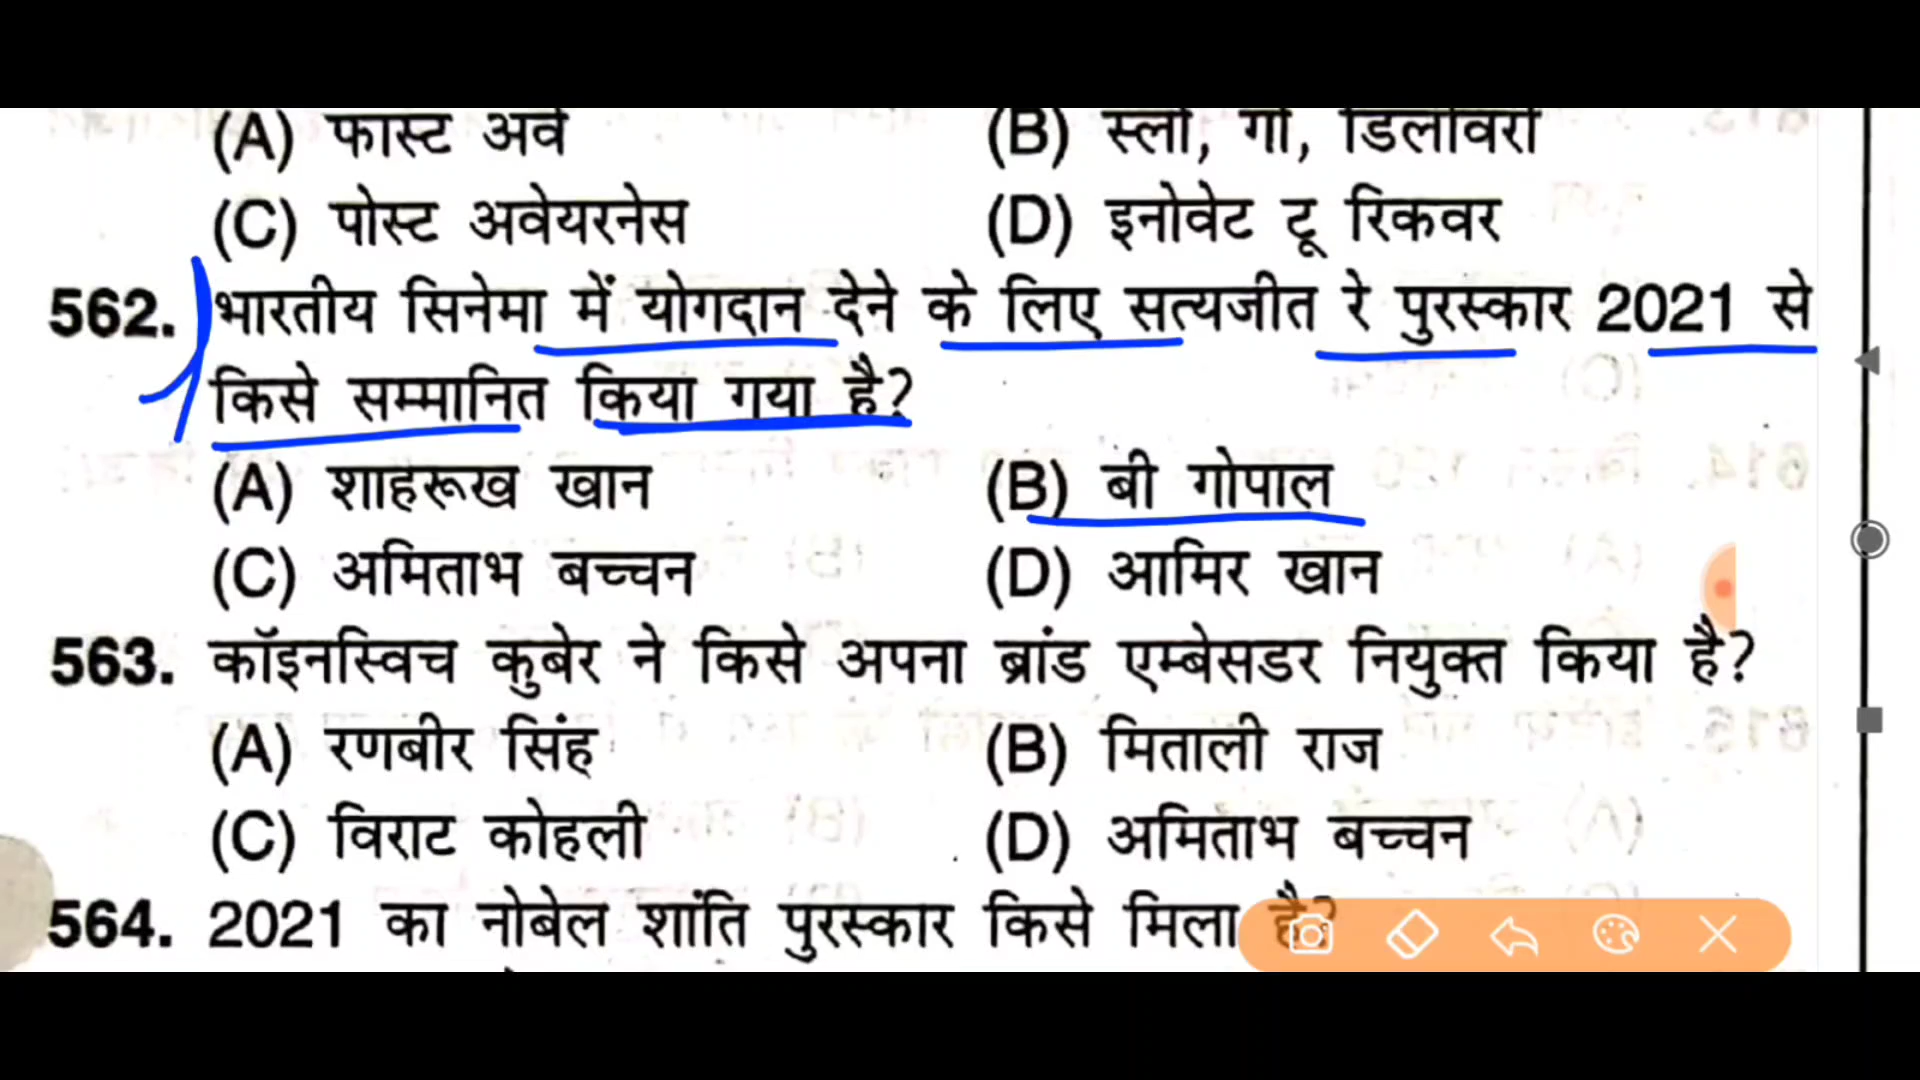 (A) फास्ट अवे
(B) स्लो, गो, डिलीवरी
(C) पोस्ट अवेयरनेस
(D) इनोवेट टू रिकवर
562. भारतीय सिनेमा में योगदान देने के लिए सत्यजीत रे पुरस्कार 2021 से
किसे सम्मानित किया गया है?
(A) शाहरूख खान
(B) बी गोपाल
(C) अमिताभ बच्चन
(D) आमिर खान
563. कॉइनस्विच कुबेर ने किसे अपना ब्रांड एम्बेसडर नियुक्त किया है?
(A) रणबीर सिंह
(B) मिताली राज
(C) विराट कोहली
(D) अमिताभ बच्चन
564. 2021 का नोबेल शांति पुरस्कार किसे मिला है?